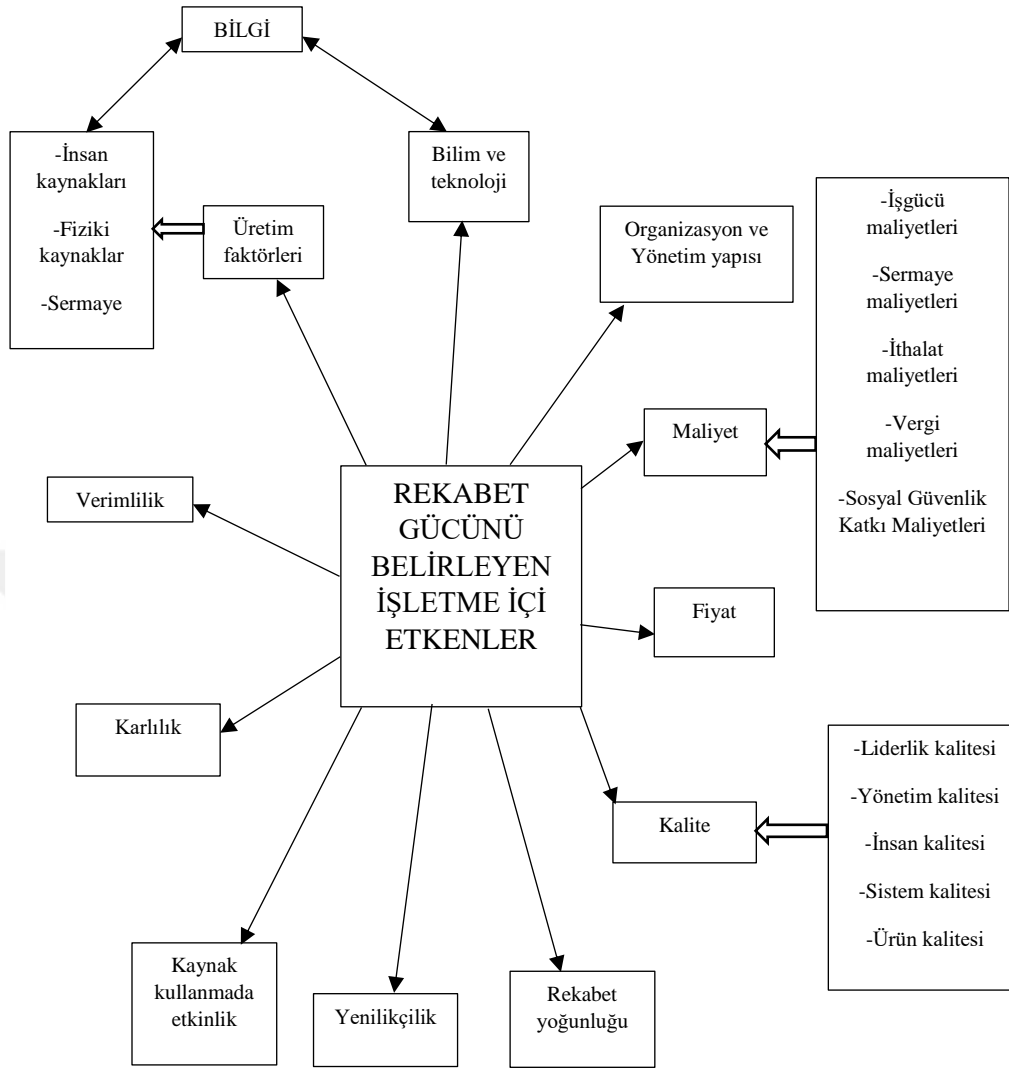 BİLGİ
-İnsan
kaynakları
-Fiziki
kaynaklar
-Sermaye
Üretim
faktörleri
Bilim ve
teknoloji
Organizasyon ve
Yönetim yapısı
-İşgücü
maliyetleri
-Sermaye
maliyetleri
-İthalat
maliyetleri
-Vergi
maliyetleri
-Sosyal Güvenlik
Katkı Maliyetleri
Maliyet
Verimlilik
REKABET
GÜCÜNÜ
BELİRLEYEN
İŞLETME İÇİ
ETKENLER
Fiyat
Karlılık
Kalite
-Liderlik kalitesi
-Yönetim kalitesi
-İnsan kalitesi
-Sistem kalitesi
-Ürün kalitesi
Kaynak
kullanmada
etkinlik
Yenilikçilik
Rekabet
yoğunluğu